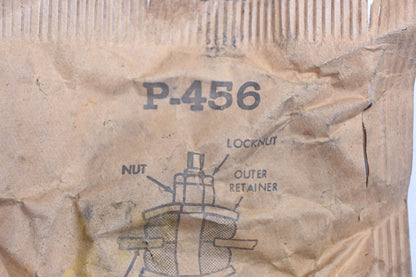 P-456
LOCKNUT
NUT
OUTER
RETAINER